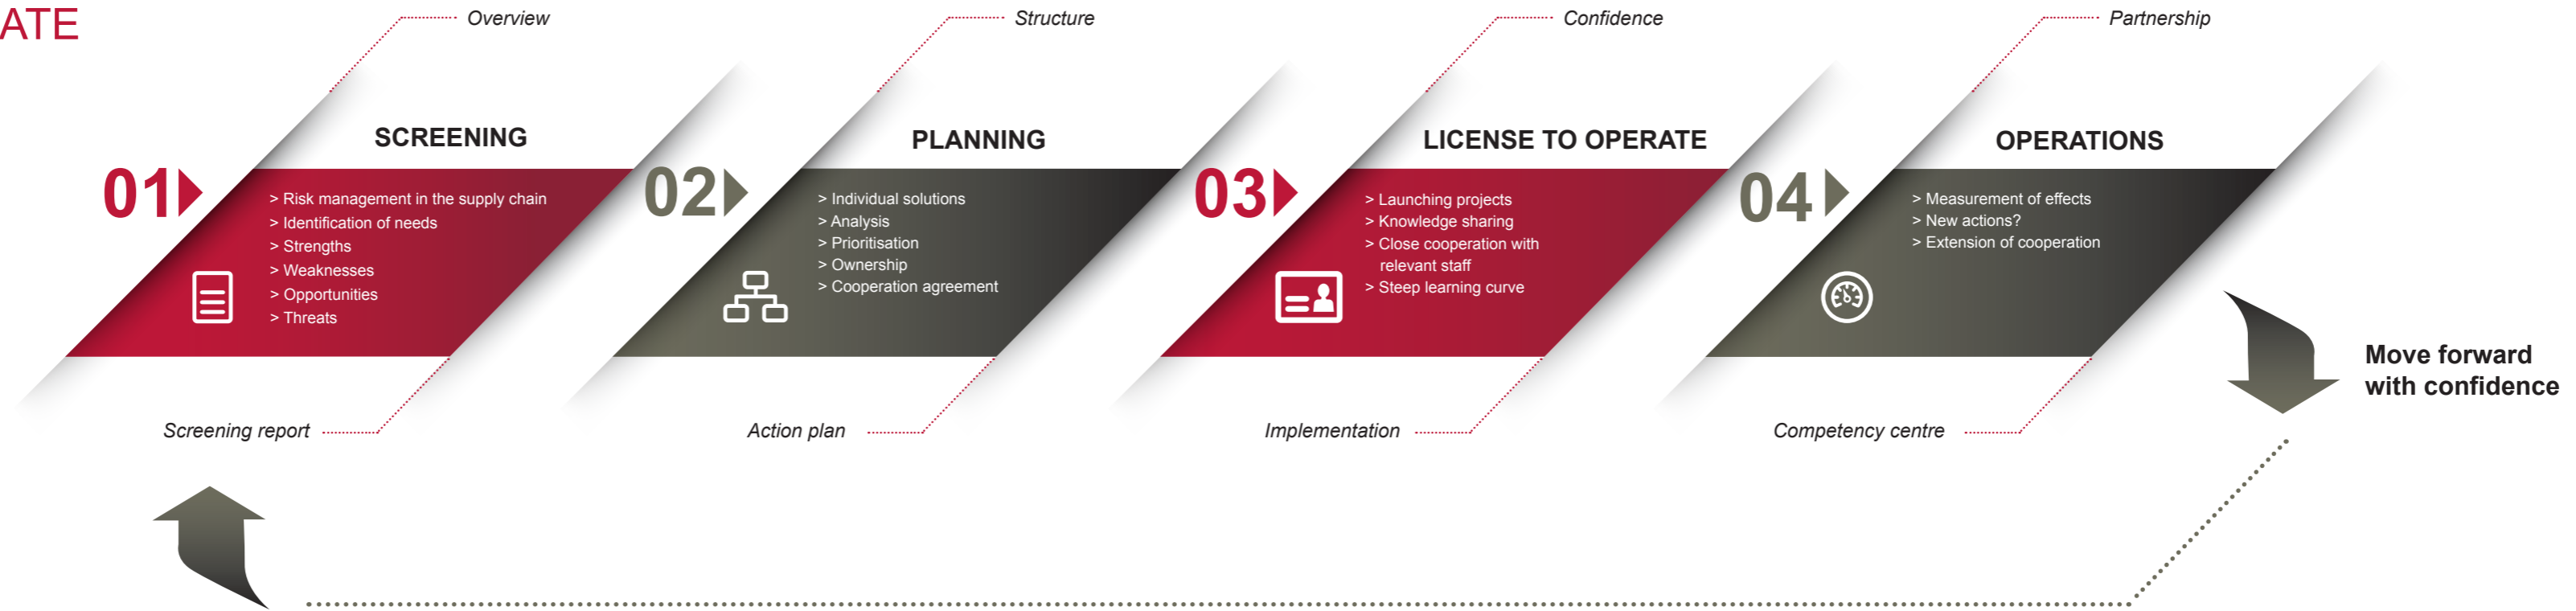 ATE
Overview
Structure
Confidence
Partnership
01
SCREENING
> Risk management in the supply chain
> Identification of needs
> Strengths
> Weaknesses
> Opportunities
> Threats
Screening report
02
PLANNING
> Individual solutions
> Analysis
> Prioritisation
> Ownership
> Cooperation agreement
Action plan
03
LICENSE TO OPERATE
> Launching projects
> Knowledge sharing
> Close cooperation with
relevant staff
> Steep learning curve
Implementation
04
OPERATIONS
> Measurement of effects
> New actions?
> Extension of cooperation
Competency centre
Move forward
with confidence